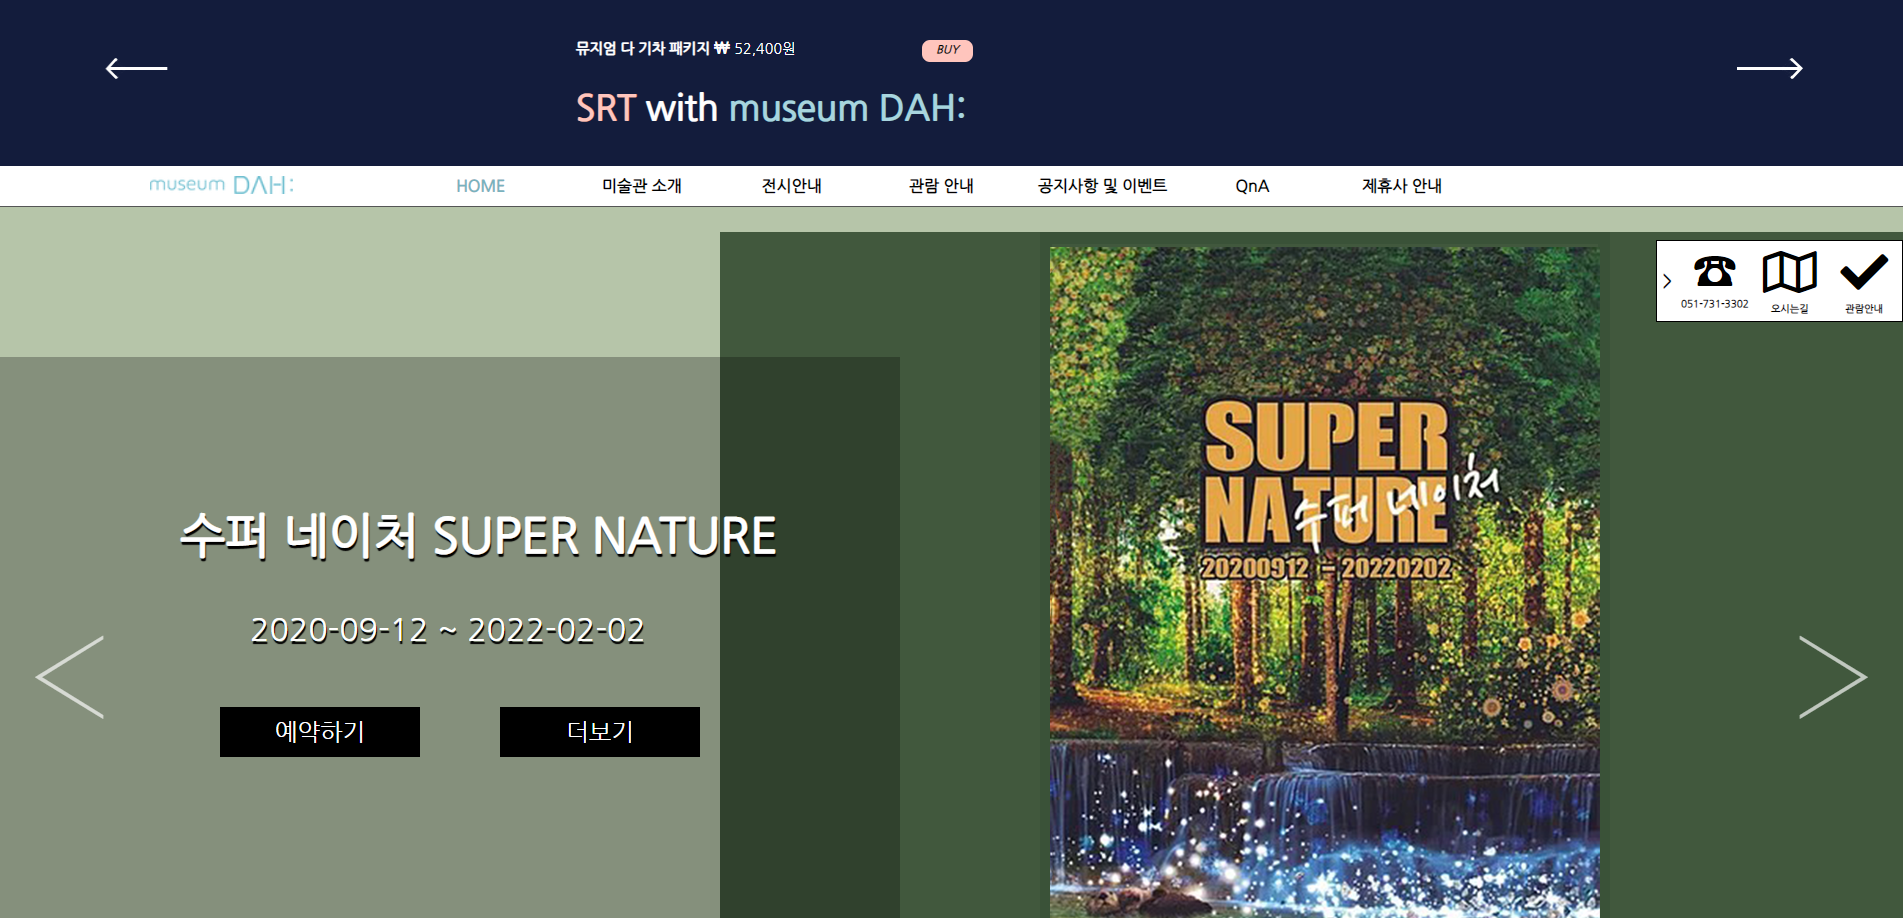 뮤지엄 다 기차 패키지 ₩ 52,400원
BUY
SRT with museum DAH:
museum DAH:
HOME
미술관 소개
전시안내
관람 안내
공지사항 및 이벤트
QnA
제휴사 안내
051-731-3302
오시는길
관람안내
수퍼 네이쳐 SUPER NATURE
2020-09-12 ~ 2022-02-02
예약하기
더보기
SUPER
NATURE
수퍼 네이처
20200912 - 20220202